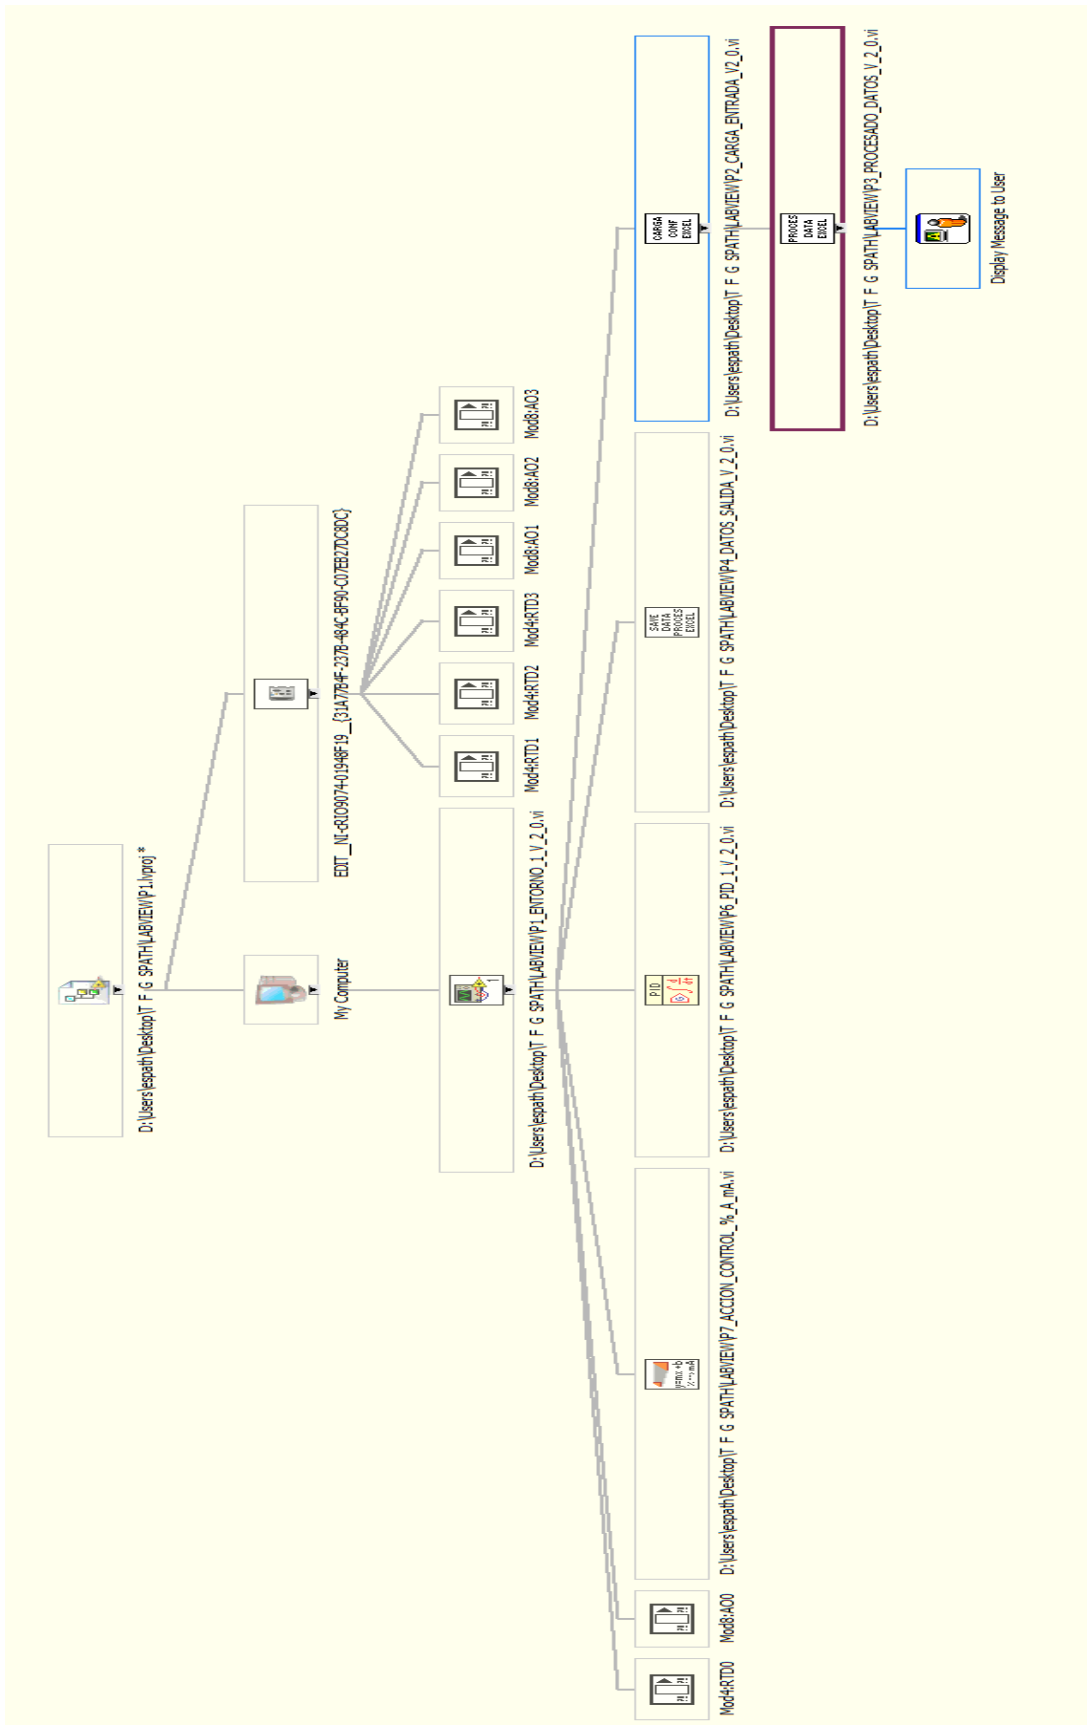 D:\Users\espath\Desktop\T F G SPATH\LABVIEW\P1.lvproj *
My Computer
EDIT__NI-cRIO9074-01948F19__{31A77B4F-237B-484C-BF90-C07EB27DC8DC}
D:\Users\espath\Desktop\T F G SPATH\LABVIEW\P1_ENTORNO_1_V_2_0.vi
1
Mod4:RTD1
Mod4:RTD2
Mod4:RTD3
Mod8:AO1
Mod8:AO2
Mod8:AO3
Mod4:RTD0
Mod8:AO0
y=mx+b
D:\Users\espath\Desktop\T F G SPATH\LABVIEW\P7_ACCION_CONTROL_%_A_mA.vi
PID
D:\Users\espath\Desktop\T F G SPATH\LABVIEW\P6_PID_1_V_2_0.vi
SAVE
DATA
PROCES
EXCEL
D:\Users\espath\Desktop\T F G SPATH\LABVIEW\P4_DATOS_SALIDA_V_2_0.vi
CARGA
CONF
EXCEL
D:\Users\espath\Desktop\T F G SPATH\LABVIEW\P2_CARGA_ENTRADA_V2_0.vi
PROCES
DATA
EXCEL
D:\Users\espath\Desktop\T F G SPATH\LABVIEW\P3_PROCESADO_DATOS_V_2_0.vi
Display Message to User